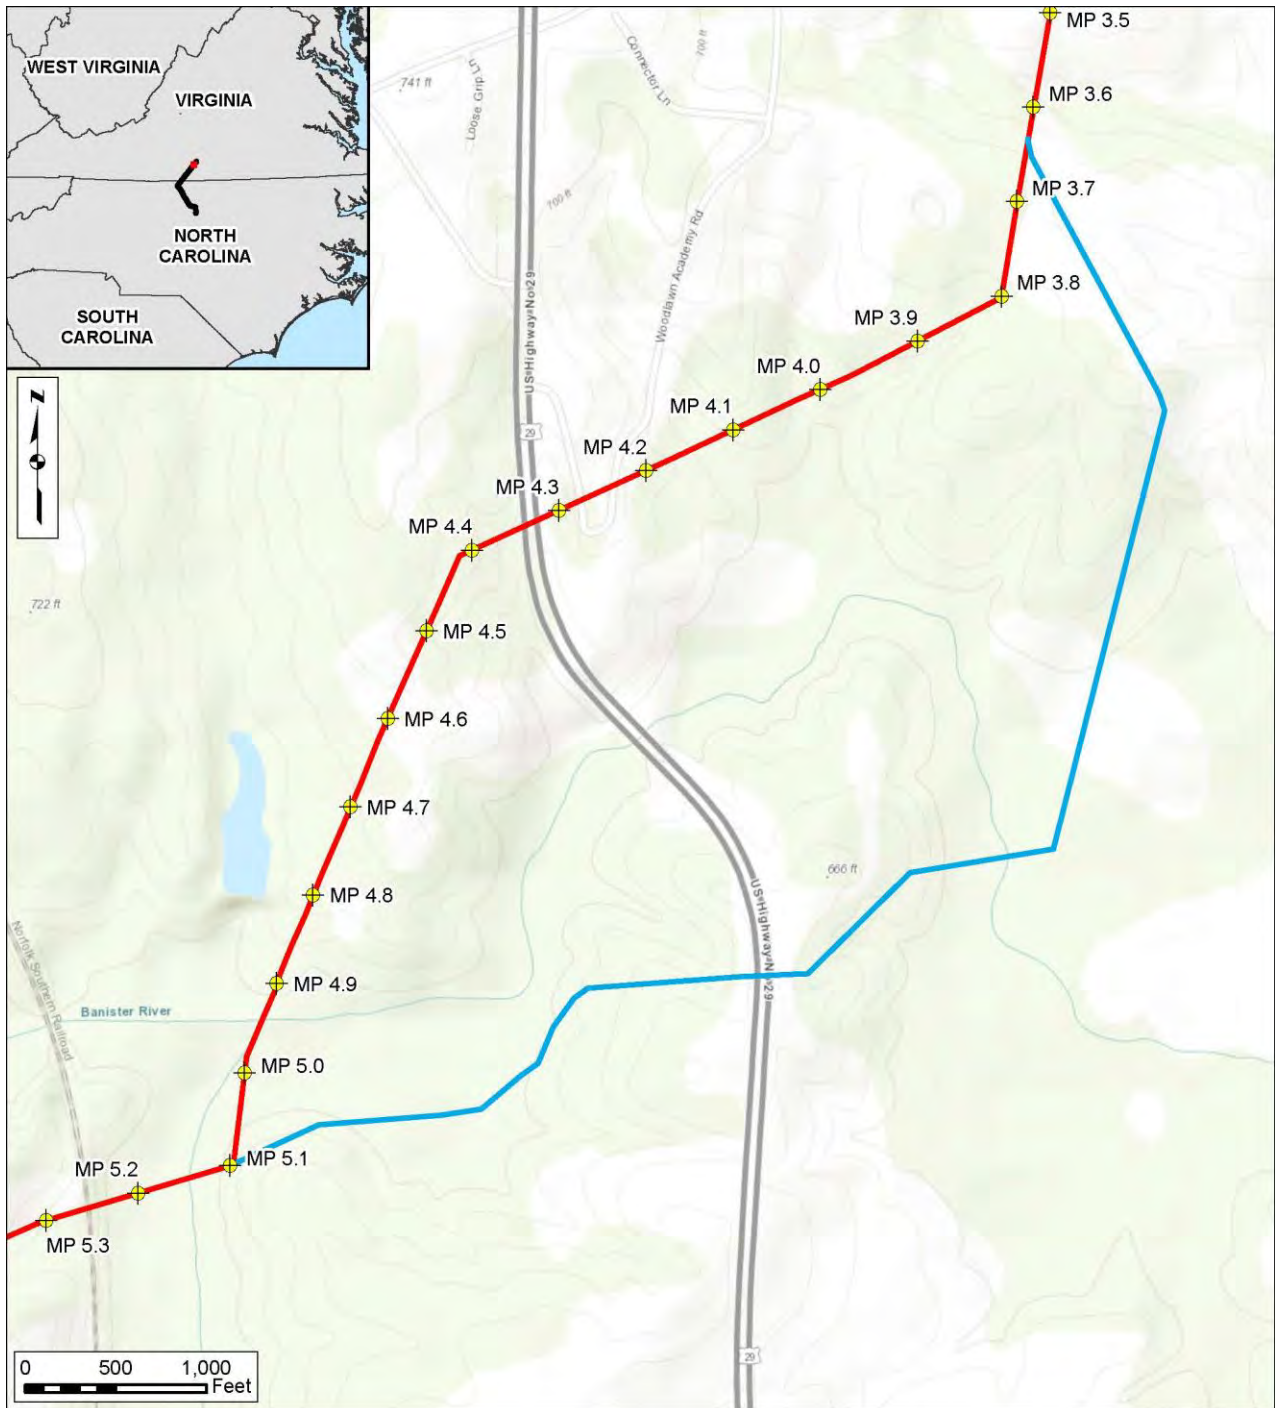 WEST VIRGINIA
VIRGINIA
NORTH
CAROLINA
SOUTH
CAROLINA
N
741 ft
Loose Grip Ln
Connector Ln
700 ft
700 ft
Woodlawn Academy Rd
US Highway No 29
29
MP 3.5
MP 3.6
MP 3.7
MP 3.8
MP 3.9
MP 4.0
MP 4.1
MP 4.2
MP 4.3
MP 4.4
MP 4.5
722 ft
MP 4.6
MP 4.7
MP 4.8
666 ft
US Highway No 29
MP 4.9
Norfolk Southern Railroad
Banister River
MP 5.0
MP 5.1
MP 5.2
MP 5.3
29
0 500 1,000
Feet